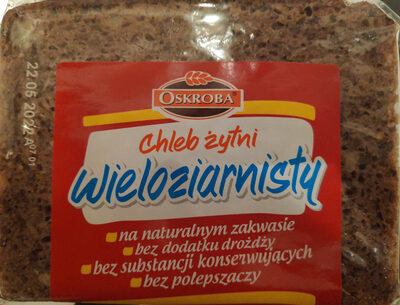 OSKROBA
Chleb żytni
wieloziarnisty
na naturalnym zakwasie
bez dodatku drożdży
bez substancji konserwujących
bez polepszaczy